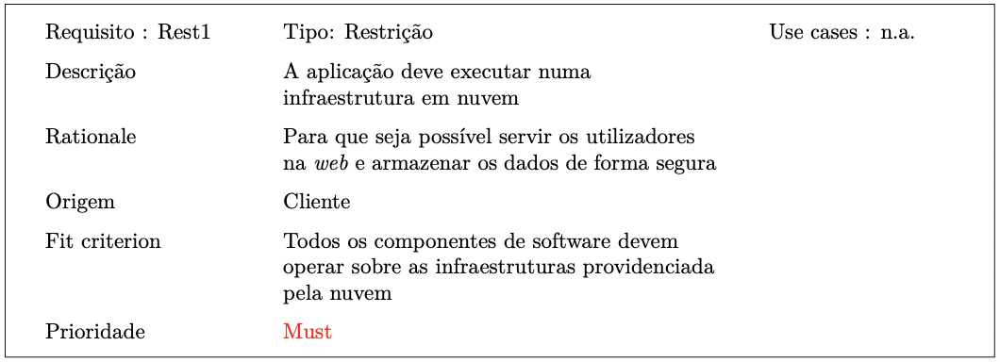 Requisito : Rest1 Tipo: Restrição Use cases : n.a.
Descrição A aplicação deve executar numa
infraestrutura em nuvem
Rationale Para que seja possível servir os utilizadores
na web e armazenar os dados de forma segura
Origem Cliente
Fit criterion Todos os componentes de software devem
operar sobre as infraestruturas providenciada
pela nuvem
Prioridade Must